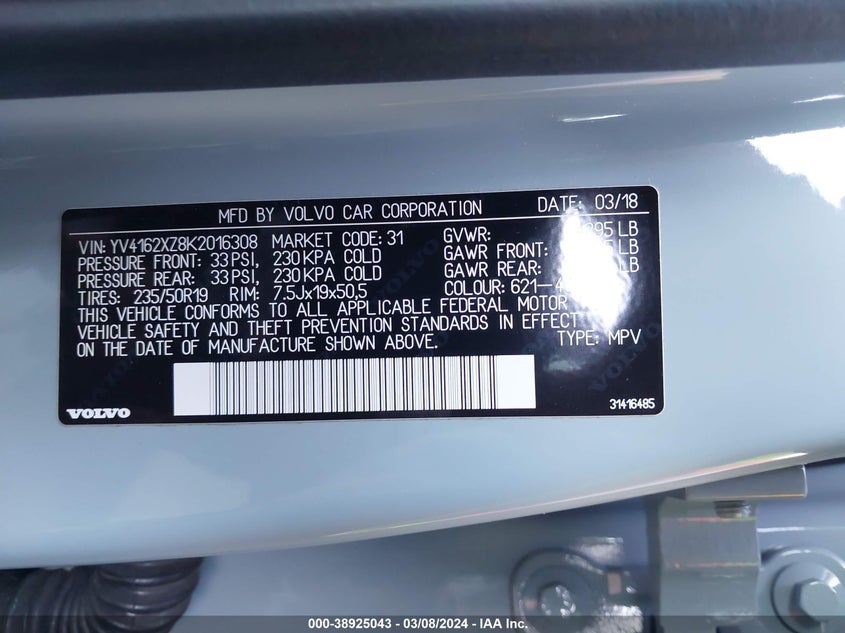 MFD BY VOLVO CAR CORPORATION DATE: 03/18
VIN: YV4162XZ8K2016308 MARKET CODE: 31 GVWR: LB
PRESSURE FRONT: 33 PSI, 230 KPA COLD GAWR FRONT: LB
PRESSURE REAR: 33 PSI, 230 KPA COLD GAWR REAR: LB
TIRES: 235/50R19 RIM: 7.5Jx19x50,5 COLOUR:
THIS VEHICLE CONFORMS TO ALL APPLICABLE FEDERAL MOTOR
VEHICLE SAFETY AND THEFT PREVENTION STANDARDS IN EFFECT
ON THE DATE OF MANUFACTURE SHOWN ABOVE. TYPE: MPV
VOLVO
31416485
000-38925043 - 03/08/2024 - IAA Inc.